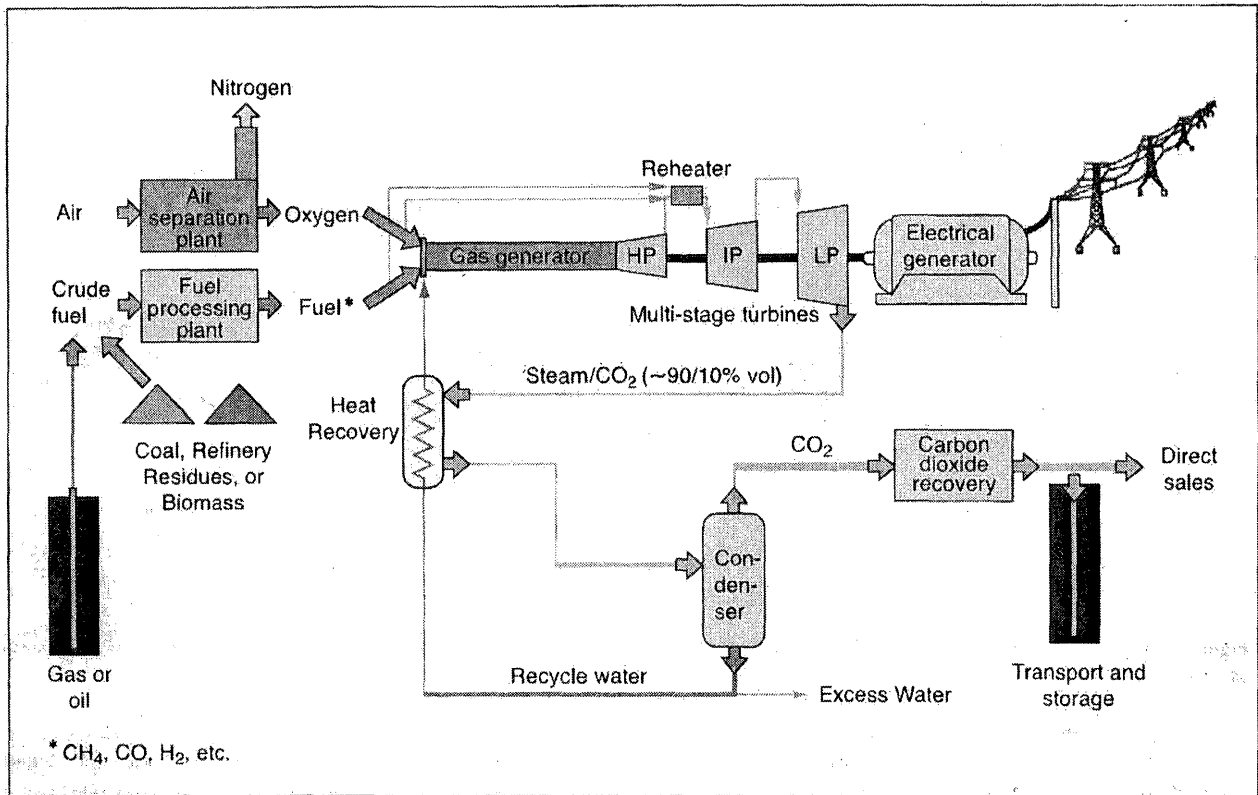 Nitrogen
Reheater
Air
Air
separation
plant
Oxygen
Gas generator
HP
IP
LP
Electrical
generator
Crude
fuel
Fuel
processing
plant
Fuel*
Multi-stage turbines
Steam/CO₂ (~90/10% vol)
Heat
Recovery
Coal, Refinery
Residues, or
Biomass
CO₂
Carbon
dioxide
recovery
Direct
sales
Con-
den-
ser
Gas or
oil
Recycle water
Excess Water
Transport and
storage
* CH₄, CO, H₂, etc.